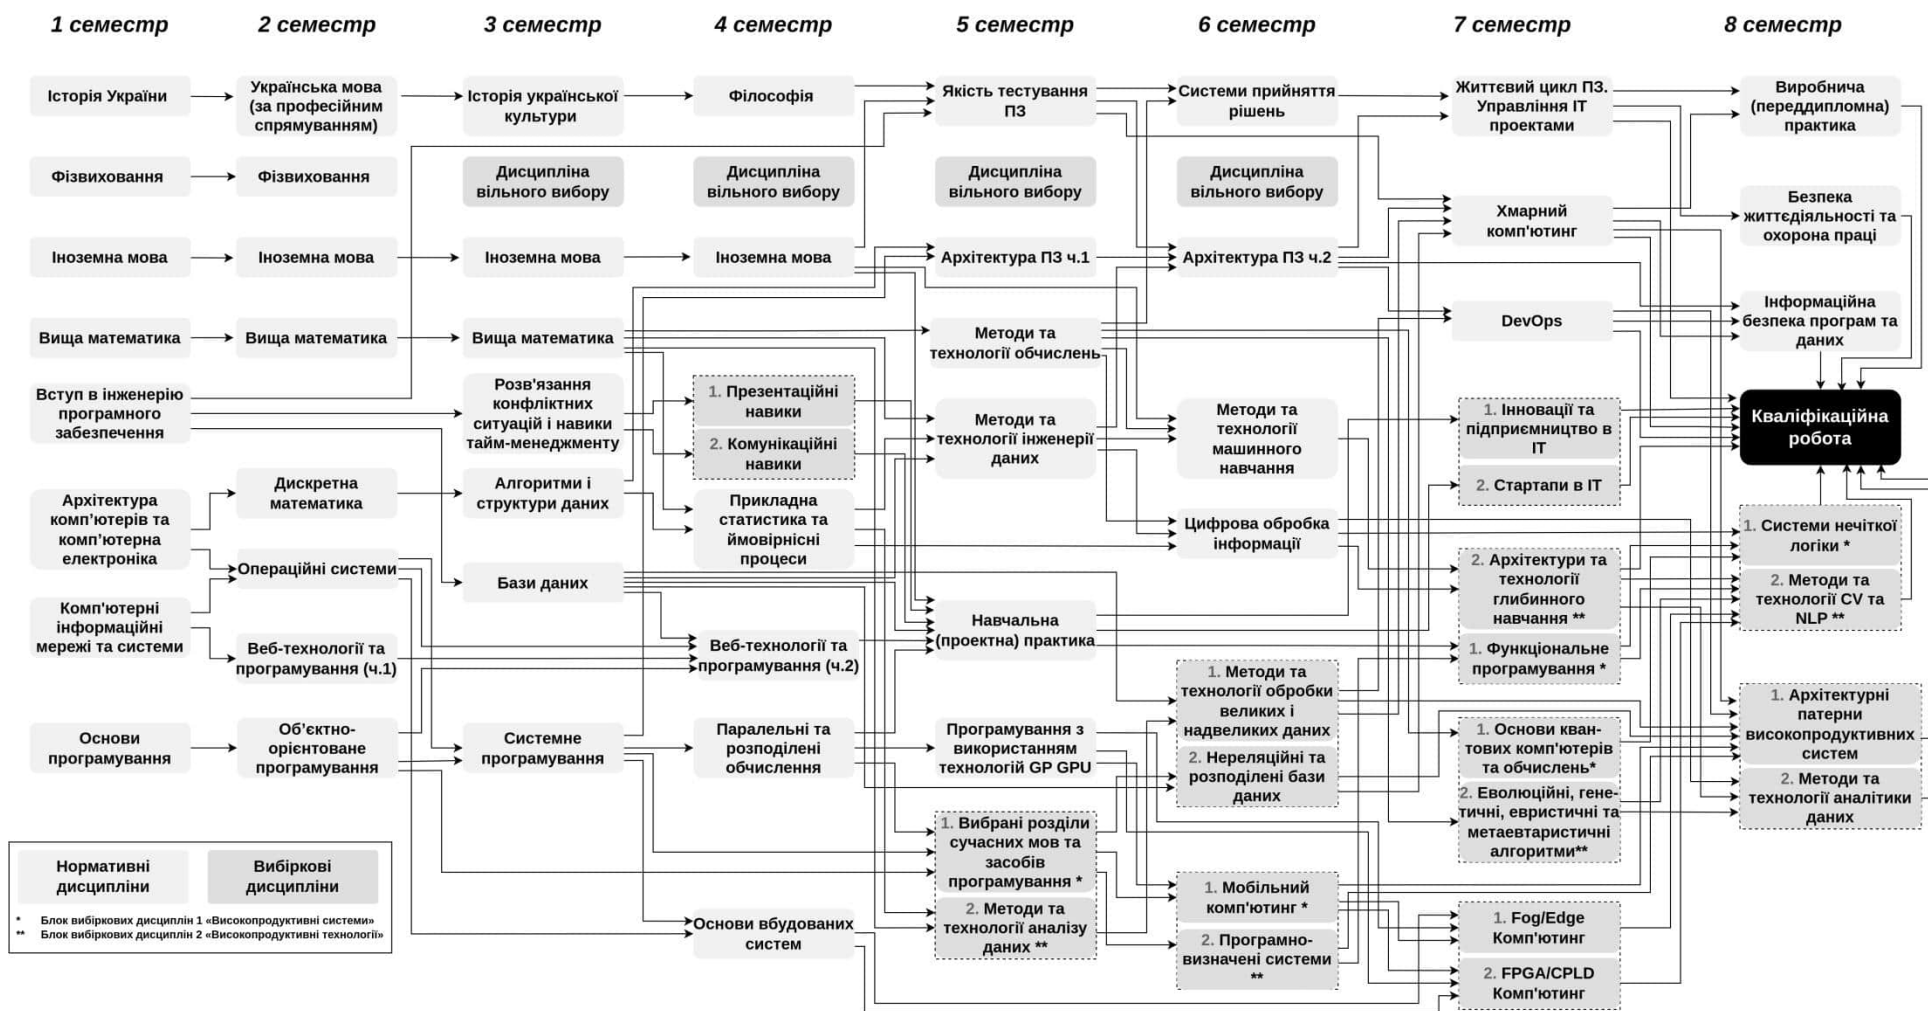 1 семестр
2 семестр
3 семестр
4 семестр
5 семестр
6 семестр
7 семестр
8 семестр
Історія України
Українська мова
(за професійним
спрямуванням)
Історія української
культури
Філософія
Якість тестування
ПЗ
Системи прийняття
рішень
Життєвий цикл ПЗ.
Управління ІТ
проектами
Виробнича
(переддипломна)
практика
Фізвиховання
Фізвиховання
Дисципліна
вільного вибору
Дисципліна
вільного вибору
Дисципліна
вільного вибору
Дисципліна
вільного вибору
Хмарний
комп'ютинг
Безпека
життєдіяльності та
охорона праці
Іноземна мова
Іноземна мова
Іноземна мова
Іноземна мова
Архітектура ПЗ ч.1
Архітектура ПЗ ч.2
DevOps
Інформаційна
безпека програм та
даних
Вища математика
Вища математика
Вища математика
Методи та
технології обчислень
Вступ в інженерію
програмного
забезпечення
Розв'язання
конфліктних
ситуацій і навики
тайм-менеджменту
1. Презентаційні
навики
2. Комунікаційні
навики
Методи та
технології інженерії
даних
Методи та
технології
машинного
навчання
1. Інновації та
підприємництво в
ІТ
2. Стартапи в ІТ
Кваліфікаційна
робота
Архітектура
комп’ютерів та
комп’ютерна
електроніка
Дискретна
математика
Алгоритми і
структури даних
Прикладна
статистика та
ймовірнісні
процеси
Цифрова обробка
інформації
1. Системи нечіткої
логіки *
2. Методи та
технології CV та
NLP **
Операційні системи
Бази даних
2. Архітектури та
технології
глибинного
навчання **
1. Функціональне
програмування *
Комп'ютерні
інформаційні
мережі та системи
Веб-технології та
програмування (ч.1)
Веб-технології та
програмування (ч.2)
Навчальна
(проектна) практика
1. Методи та
технології обробки
великих і
надвеликих даних
2. Нереляційні та
розподілені бази
даних
1. Архітектурні
патерни
високопродуктивних
систем
2. Методи та
технології аналітики
даних
Основи
програмування
Об’єктно-
орієнтоване
програмування
Системне
програмування
Паралельні та
розподілені
обчислення
Програмування з
використанням
технологій GP GPU
1. Основи кван-
тових комп'ютерів
та обчислень*
2. Еволюційні, гене-
тичні, евристичні та
метаевтаристичні
алгоритми**
1. Вибрані розділи
сучасних мов та
засобів
програмування *
2. Методи та
технології аналізу
даних **
1. Мобільний
комп'ютинг *
2. Програмно-
визначені системи
**
Основи вбудованих
систем
1. Fog/Edge
Комп'ютинг
2. FPGA/CPLD
Комп'ютинг
Нормативні
дисципліни
Вибіркові
дисципліни
* Блок вибіркових дисциплін 1 «Високопродуктивні системи»
** Блок вибіркових дисциплін 2 «Високопродуктивні технології»